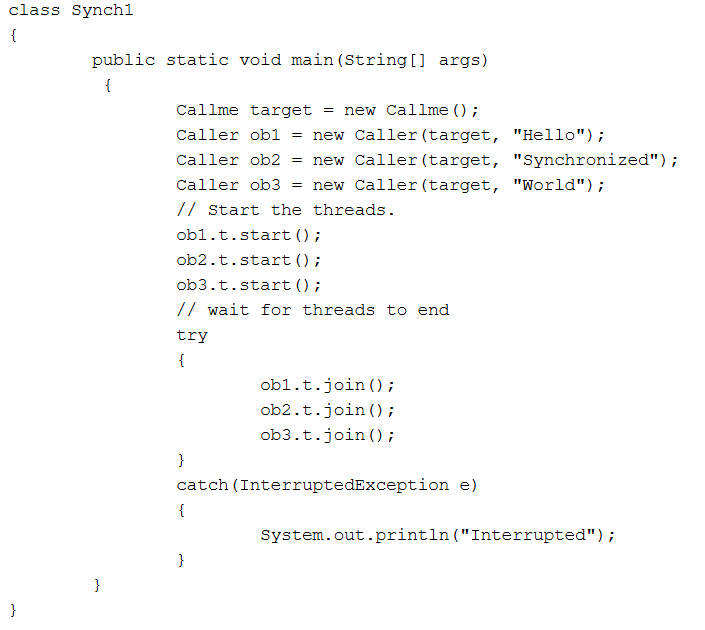 class Synch1
{
public static void main(String[] args)
{
Callme target = new Callme();
Caller ob1 = new Caller(target, "Hello");
Caller ob2 = new Caller(target, "Synchronized");
Caller ob3 = new Caller(target, "World");
// Start the threads.
ob1.t.start();
ob2.t.start();
ob3.t.start();
// wait for threads to end
try
{
ob1.t.join();
ob2.t.join();
ob3.t.join();
}
catch(InterruptedException e)
{
System.out.println("Interrupted");
}
}
}